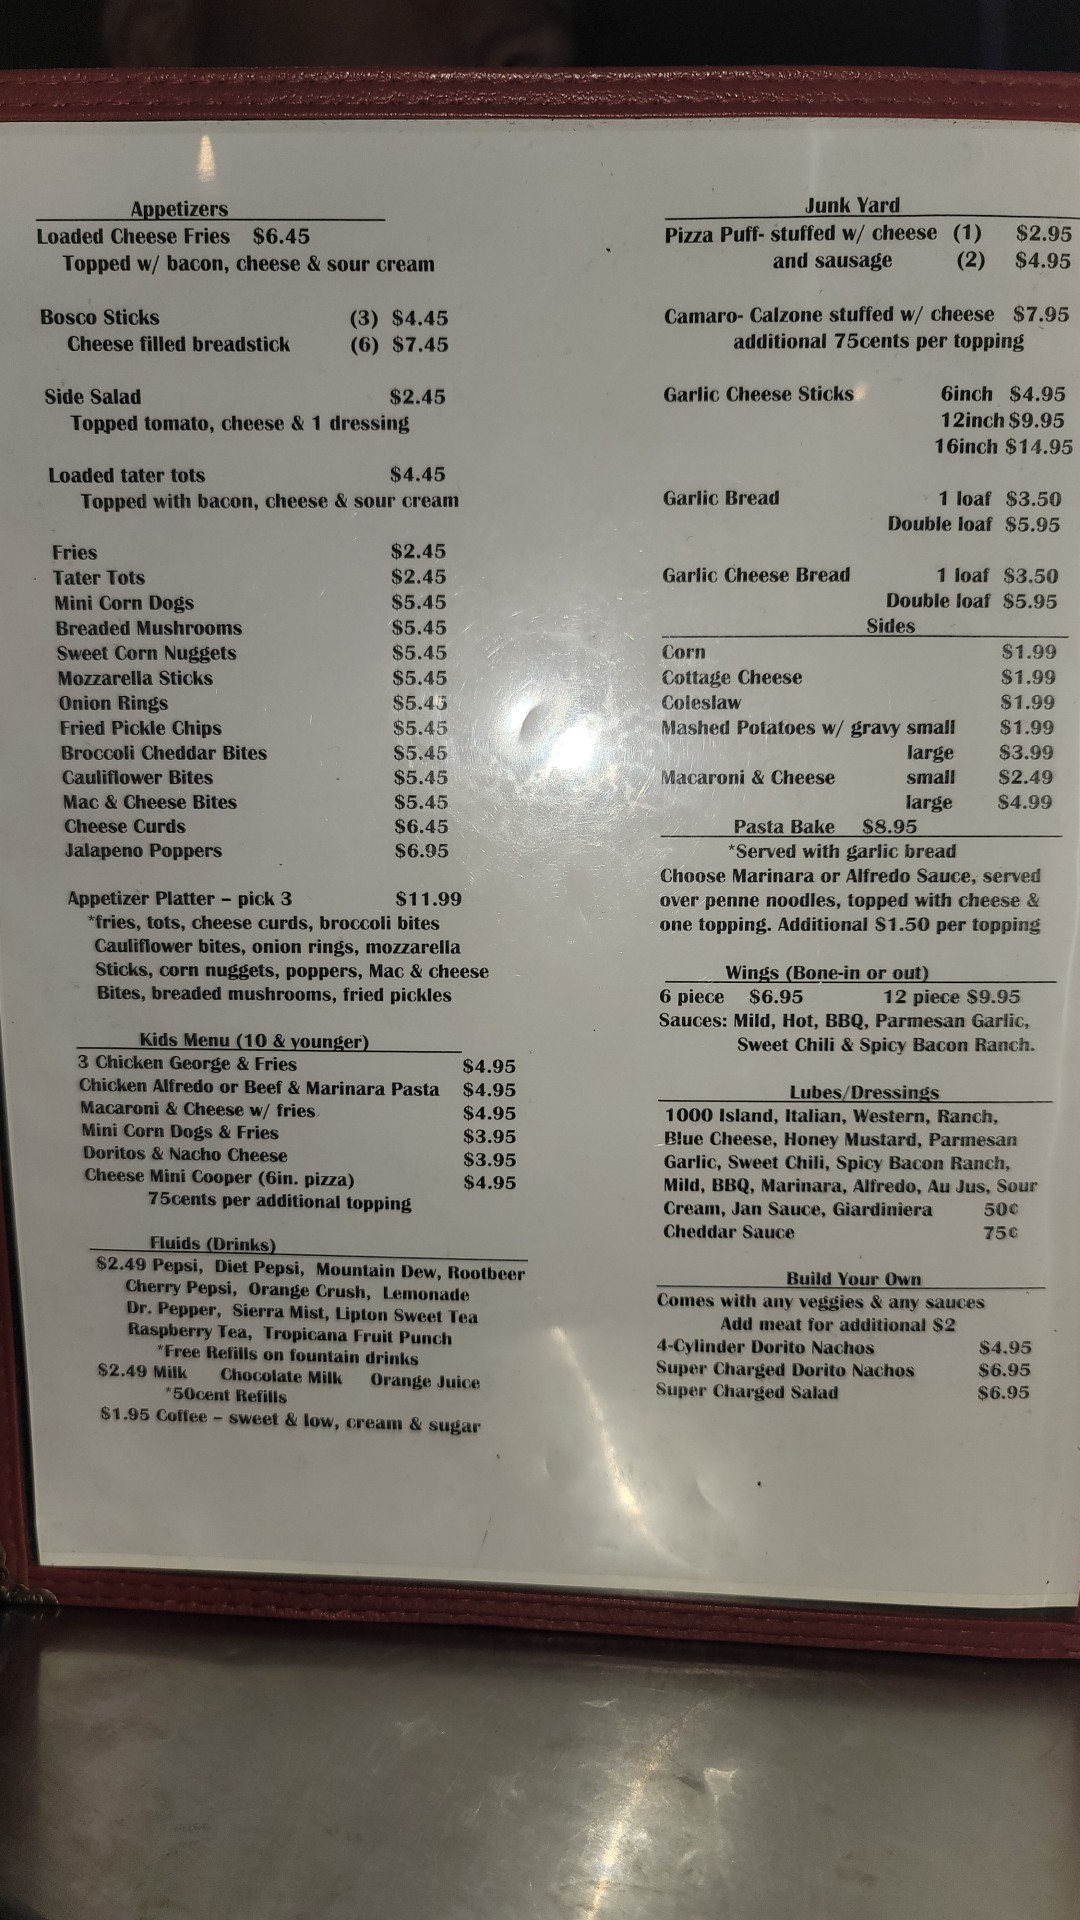 Appetizers
Loaded Cheese Fries $6.45
Topped w/ bacon, cheese & sour cream
Bosco Sticks (3) $4.45
Cheese filled breadstick (6) $7.45
Side Salad $2.45
Topped tomato, cheese & 1 dressing
Loaded tater tots $4.45
Topped with bacon, cheese & sour cream
Fries $2.45
Tater Tots $2.45
Mini Corn Dogs $5.45
Breaded Mushrooms $5.45
Sweet Corn Nuggets $5.45
Mozzarella Sticks $5.45
Onion Rings $5.45
Fried Pickle Chips $5.45
Broccoli Cheddar Bites $5.45
Cauliflower Bites $5.45
Mac & Cheese Bites $5.45
Cheese Curds $6.45
Jalapeno Poppers $6.95
Appetizer Platter – pick 3 $11.99
*fries, tots, cheese curds, broccoli bites
Cauliflower bites, onion rings, mozzarella
Sticks, corn nuggets, poppers, Mac & cheese
Bites, breaded mushrooms, fried pickles
Kids Menu (10 & younger)
3 Chicken George & Fries $4.95
Chicken Alfredo or Beef & Marinara Pasta $4.95
Macaroni & Cheese w/ fries $4.95
Mini Corn Dogs & Fries $3.95
Doritos & Nacho Cheese $3.95
Cheese Mini Cooper (6in. pizza) $4.95
75cents per additional topping
Fluids (Drinks)
$2.49 Pepsi, Diet Pepsi, Mountain Dew, Rootbeer
Cherry Pepsi, Orange Crush, Lemonade
Dr. Pepper, Sierra Mist, Lipton Sweet Tea
Raspberry Tea, Tropicana Fruit Punch
*Free Refills on fountain drinks
$2.49 Milk Chocolate Milk Orange Juice
*50cent Refills
$1.95 Coffee – sweet & low, cream & sugar
Junk Yard
Pizza Puff- stuffed w/ cheese (1) $2.95
and sausage (2) $4.95
Camaro- Calzone stuffed w/ cheese $7.95
additional 75cents per topping
Garlic Cheese Sticks 6inch $4.95
12inch $9.95
16inch $14.95
Garlic Bread 1 loaf $3.50
Double loaf $5.95
Garlic Cheese Bread 1 loaf $3.50
Double loaf $5.95
Sides
Corn $1.99
Cottage Cheese $1.99
Coleslaw $1.99
Mashed Potatoes w/ gravy small $1.99
large $3.99
Macaroni & Cheese small $2.49
large $4.99
Pasta Bake $8.95
*Served with garlic bread
Choose Marinara or Alfredo Sauce, served
over penne noodles, topped with cheese &
one topping. Additional $1.50 per topping
Wings (Bone-in or out)
6 piece $6.95 12 piece $9.95
Sauces: Mild, Hot, BBQ, Parmesan Garlic,
Sweet Chili & Spicy Bacon Ranch.
Lubes/Dressings
1000 Island, Italian, Western, Ranch,
Blue Cheese, Honey Mustard, Parmesan
Garlic, Sweet Chili, Spicy Bacon Ranch,
Mild, BBQ, Marinara, Alfredo, Au Jus, Sour
Cream, Jan Sauce, Giardiniera 50¢
Cheddar Sauce 75¢
Build Your Own
Comes with any veggies & any sauces
Add meat for additional $2
4-Cylinder Dorito Nachos $4.95
Super Charged Dorito Nachos $6.95
Super Charged Salad $6.95